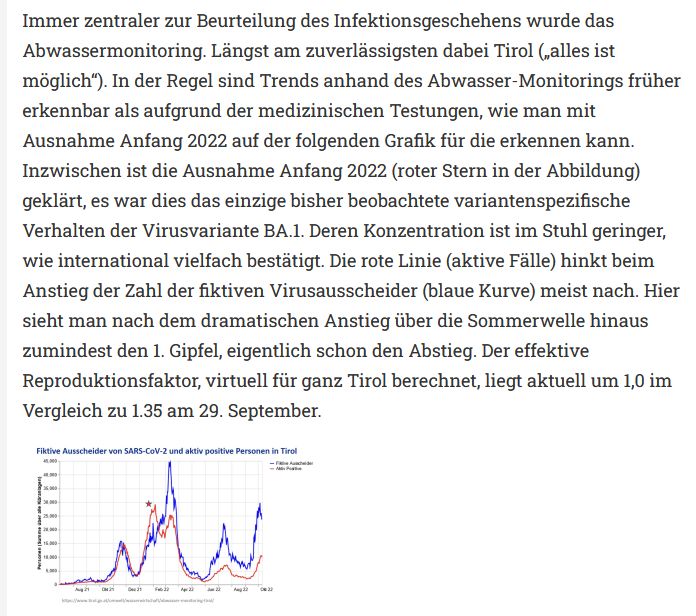 Immer zentraler zur Beurteilung des Infektionsgeschehens wurde das
Abwassermonitoring. Längst am zuverlässigsten dabei Tirol („alles ist
möglich“). In der Regel sind Trends anhand des Abwasser-Monitorings früher
erkennbar als aufgrund der medizinischen Testungen, wie man mit
Ausnahme Anfang 2022 auf der folgenden Grafik für die erkennen kann.
Inzwischen ist die Ausnahme Anfang 2022 (roter Stern in der Abbildung)
geklärt, es war dies das einzige bisher beobachtete variantenspezifische
Verhalten der Virusvariante BA.1. Deren Konzentration ist im Stuhl geringer,
wie international vielfach bestätigt. Die rote Linie (aktive Fälle) hinkt beim
Anstieg der Zahl der fiktiven Virusausscheider (blaue Kurve) meist nach. Hier
sieht man nach dem dramatischen Anstieg über die Sommerwelle hinaus
zumindest den 1. Gipfel, eigentlich schon den Abstieg. Der effektive
Reproduktionsfaktor, virtuell für ganz Tirol berechnet, liegt aktuell um 1,0 im
Vergleich zu 1.35 am 29. September.
Fiktive Ausscheider von SARS-CoV-2 und aktiv positive Personen in Tirol
Personen (Summe über alle Kläranlagen)
45,000
40,000
35,000
30,000
25,000
20,000
15,000
10,000
5,000
0
Fiktive Ausscheider
Aktiv Positive
Aug 21 Okt 21 Dez 21 Feb 22 Apr 22 Jun 22 Aug 22 Okt 22
https://www.tirol.gv.at/umwelt/wasserwirtschaft/abwasser-monitoring-tirol/